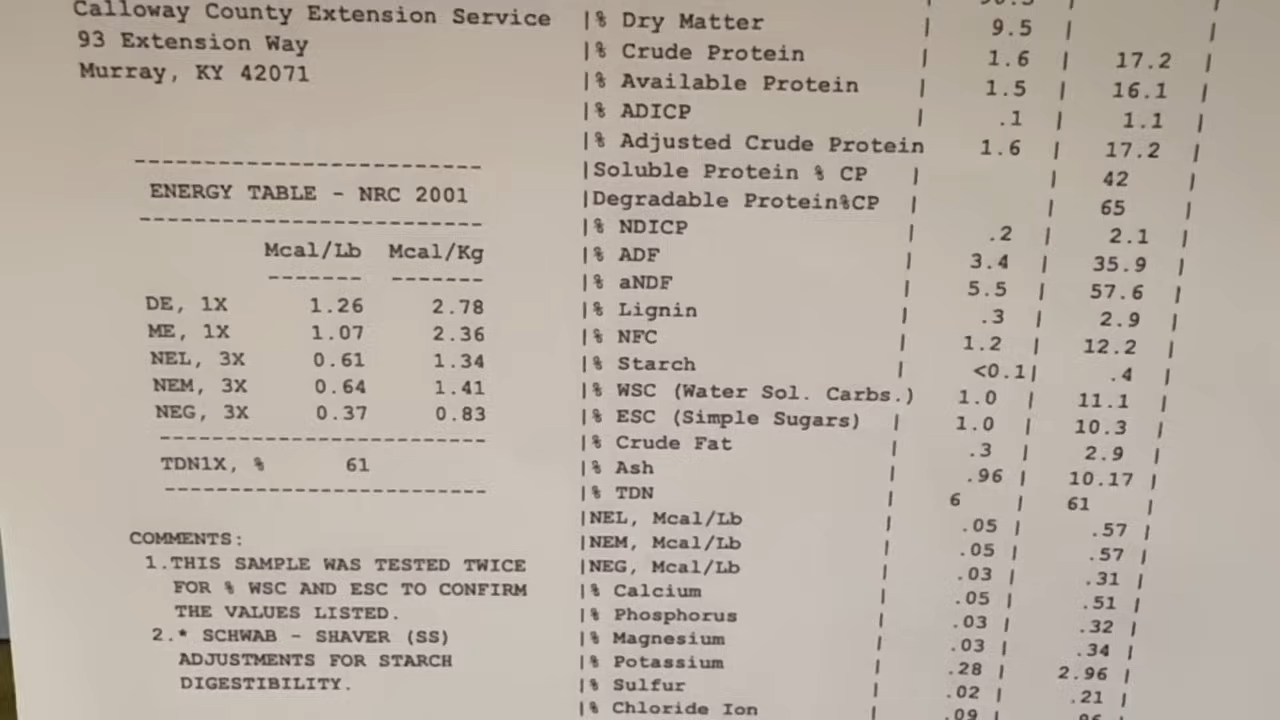 Calloway County Extension Service
93 Extension Way
Murray, KY 42071
ENERGY TABLE - NRC 2001
Mcal/Lb Mcal/Kg
DE, 1X 1.26 2.78
ME, 1X 1.07 2.36
NEL, 3X 0.61 1.34
NEM, 3X 0.64 1.41
NEG, 3X 0.37 0.83
TDN1X, % 61
COMMENTS:
1.THIS SAMPLE WAS TESTED TWICE
FOR % WSC AND ESC TO CONFIRM
THE VALUES LISTED.
2.* SCHWAB - SHAVER (SS)
ADJUSTMENTS FOR STARCH
DIGESTIBILITY.
|% Dry Matter | 9.5 | |
|% Crude Protein | 1.6 | 17.2 |
|% Available Protein | 1.5 | 16.1 |
|% ADICP | .1 | 1.1 |
|% Adjusted Crude Protein 1.6 | 17.2 |
|Soluble Protein % CP | | 42 |
|Degradable Protein%CP | | 65 |
|% NDICP | .2 | 2.1 |
|% ADF | 3.4 | 35.9 |
|% aNDF | 5.5 | 57.6 |
|% Lignin | .3 | 2.9 |
|% NFC | 1.2 | 12.2 |
|% Starch | <0.1| .4 |
|% WSC (Water Sol. Carbs.) 1.0 | 11.1 |
|% ESC (Simple Sugars) | 1.0 | 10.3 |
|% Crude Fat | .3 | 2.9 |
|% Ash | .96 | 10.17 |
|% TDN | 6 | 61 |
|NEL, Mcal/Lb | .05 | .57 |
|NEM, Mcal/Lb | .05 | .57 |
|NEG, Mcal/Lb | .03 | .31 |
|% Calcium | .05 | .51 |
|% Phosphorus | .03 | .32 |
|% Magnesium | .03 | .34 |
|% Potassium | .28 | 2.96 |
|% Sulfur | .02 | .21 |
|% Chloride Ion | .09 |